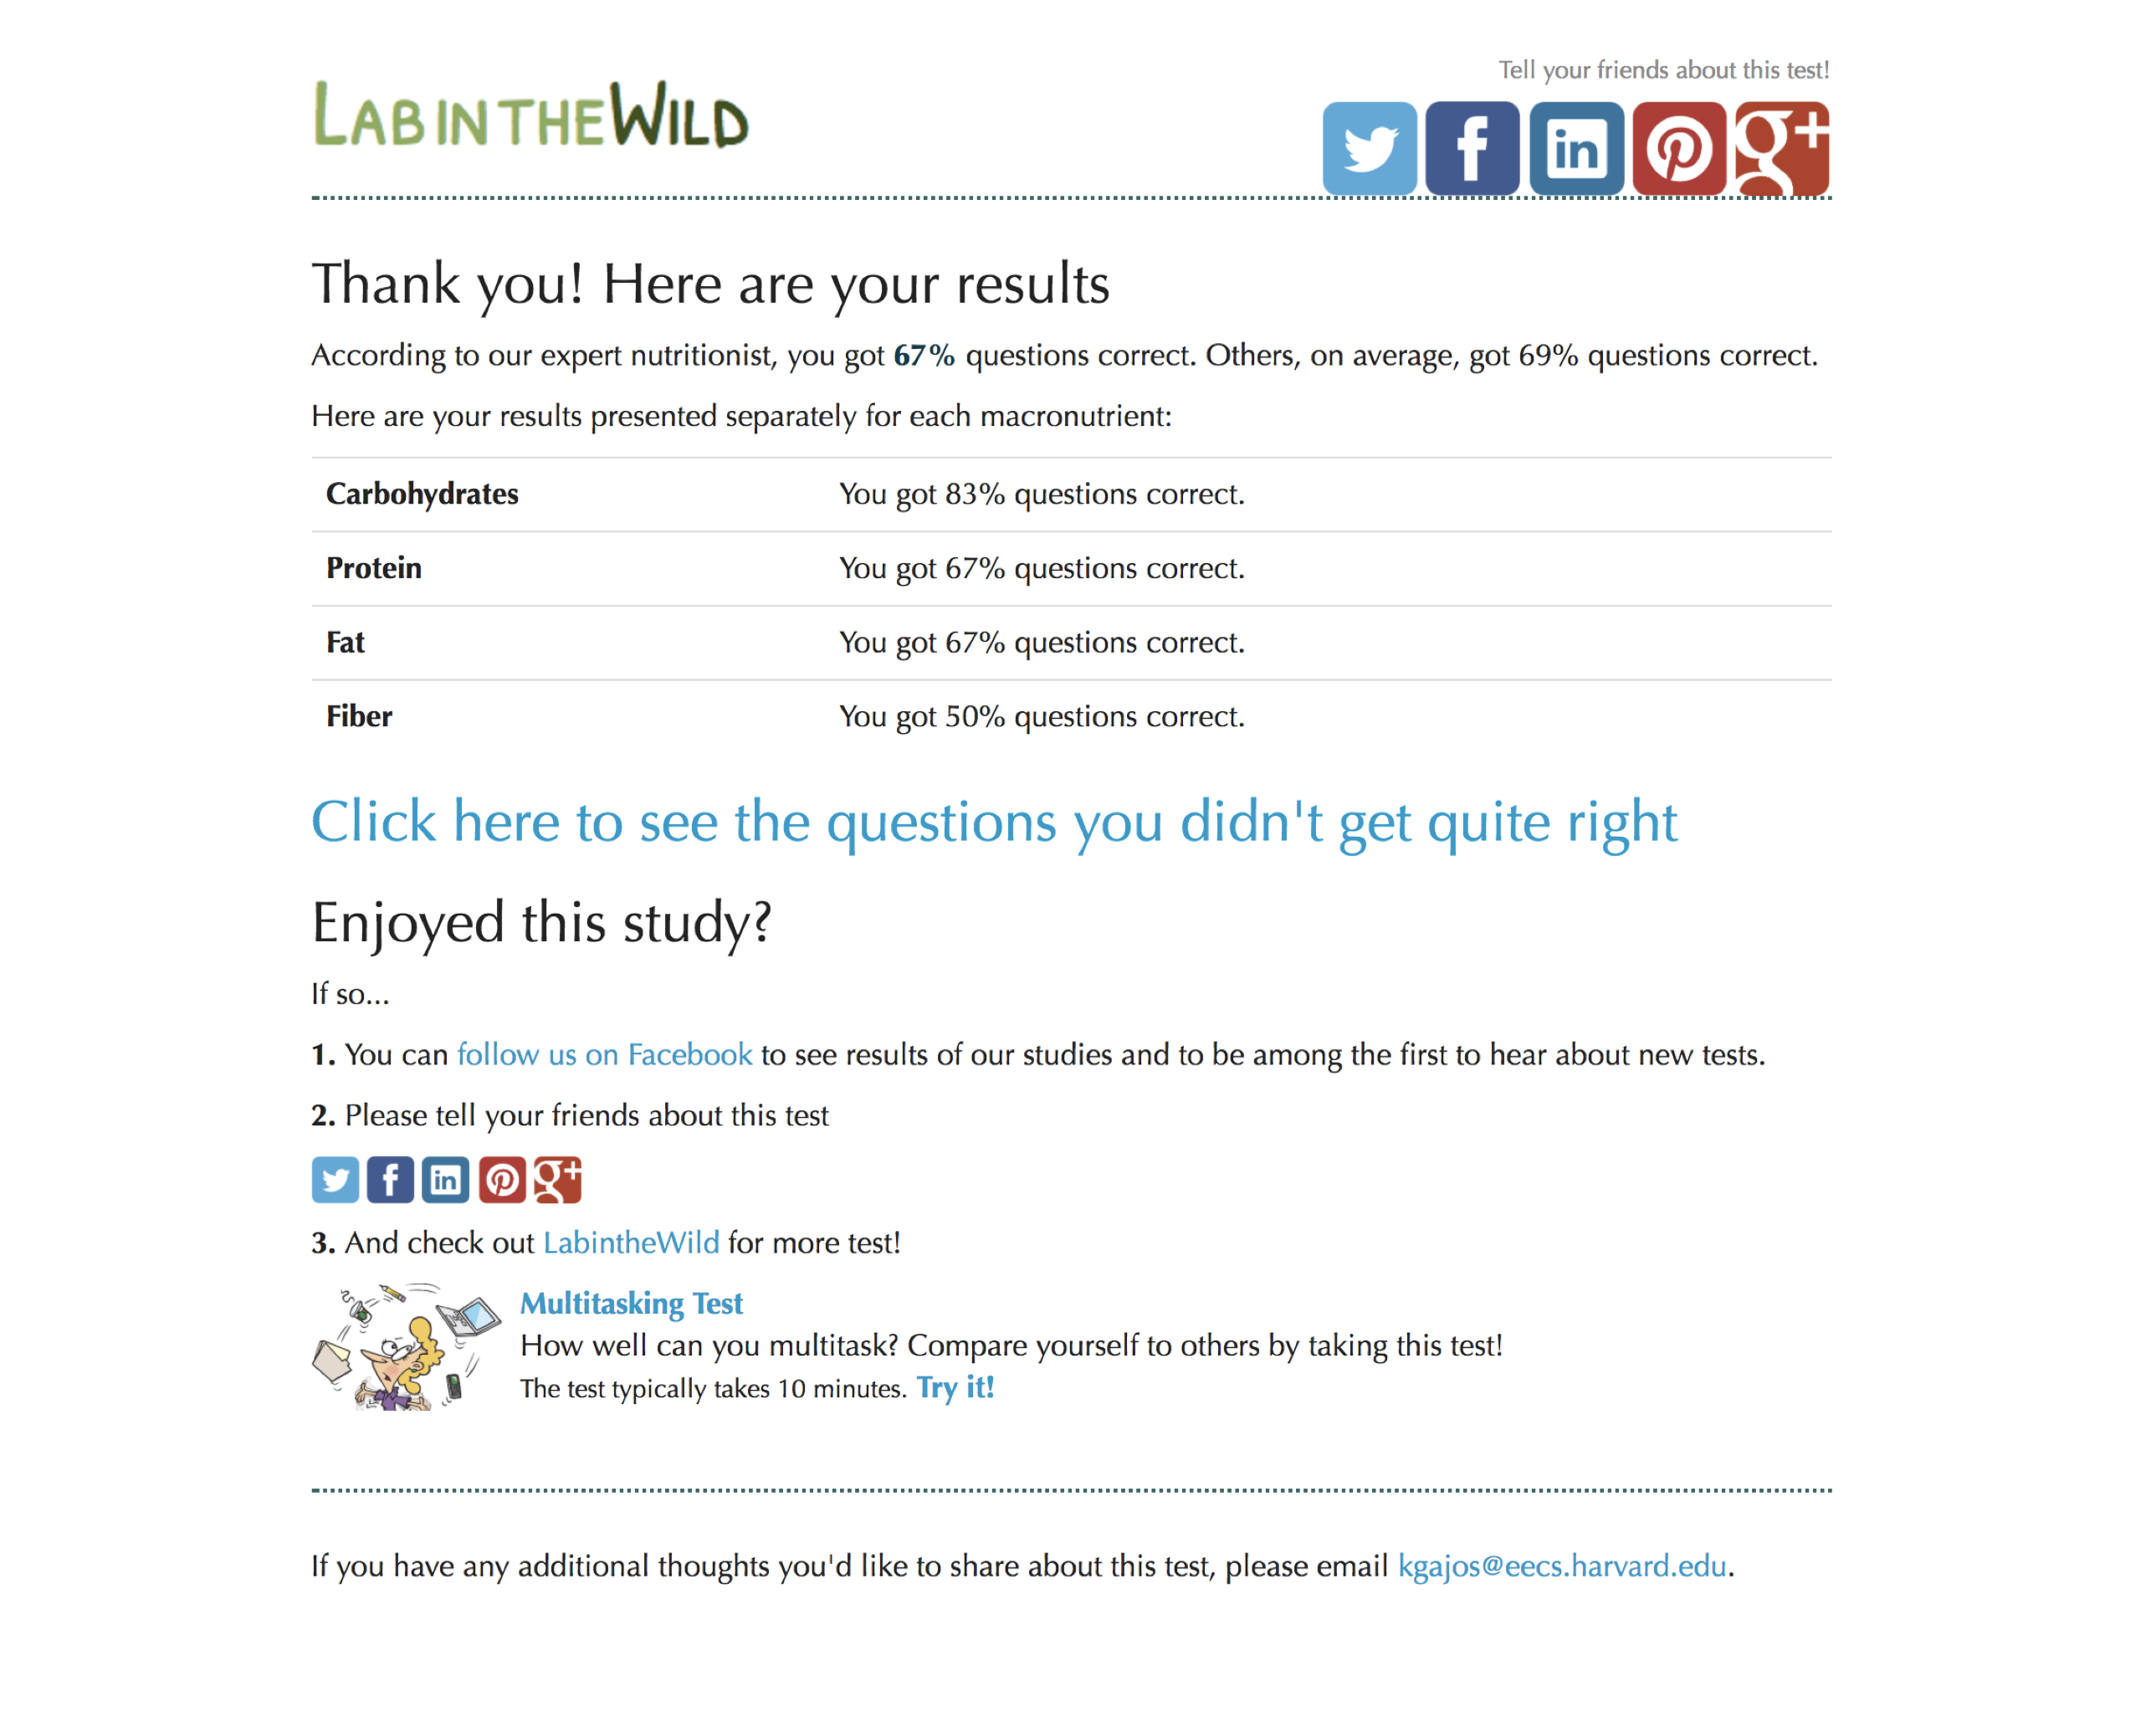 Tell your friends about this test!
LABINTHEWILD
Thank you! Here are your results
According to our expert nutritionist, you got 67% questions correct. Others, on average, got 69% questions correct.
Here are your results presented separately for each macronutrient:
Carbohydrates You got 83% questions correct.
Protein You got 67% questions correct.
Fat You got 67% questions correct.
Fiber You got 50% questions correct.
Click here to see the questions you didn't get quite right
Enjoyed this study?
If so...
1. You can follow us on Facebook to see results of our studies and to be among the first to hear about new tests.
2. Please tell your friends about this test
3. And check out LabintheWild for more test!
Multitasking Test
How well can you multitask? Compare yourself to others by taking this test!
The test typically takes 10 minutes. Try it!
If you have any additional thoughts you'd like to share about this test, please email kgajos@eecs.harvard.edu.